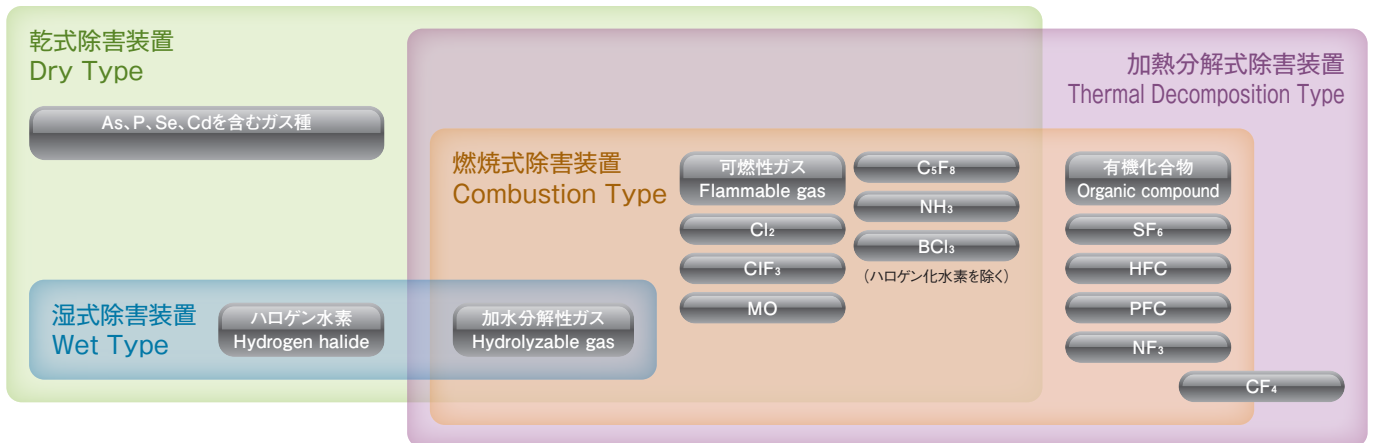 乾式除害装置
Dry Type
As、P、Se、Cdを含むガス種
加熱分解式除害装置
Thermal Decomposition Type
燃焼式除害装置
Combustion Type
可燃性ガス
Flammable gas
Cl₂
ClF₃
MO
C₅F₈
NH₃
BCl₃
（ハロゲン化水素を除く）
有機化合物
Organic compound
SF₆
HFC
PFC
NF₃
CF₄
湿式除害装置
Wet Type
ハロゲン水素
Hydrogen halide
加水分解性ガス
Hydrolyzable gas